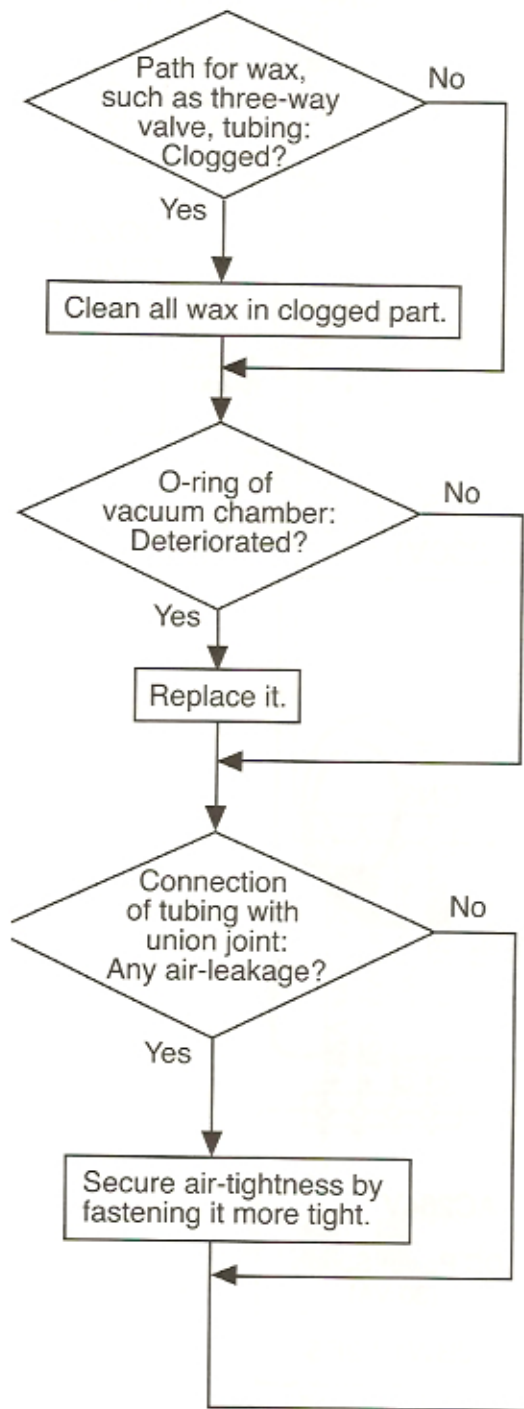 Path for wax,
such as three-way
valve, tubing:
Clogged?
No
Yes
Clean all wax in clogged part.
O-ring of
vacuum chamber:
Deteriorated?
No
Yes
Replace it.
Connection
of tubing with
union joint:
Any air-leakage?
No
Yes
Secure air-tightness by
fastening it more tight.